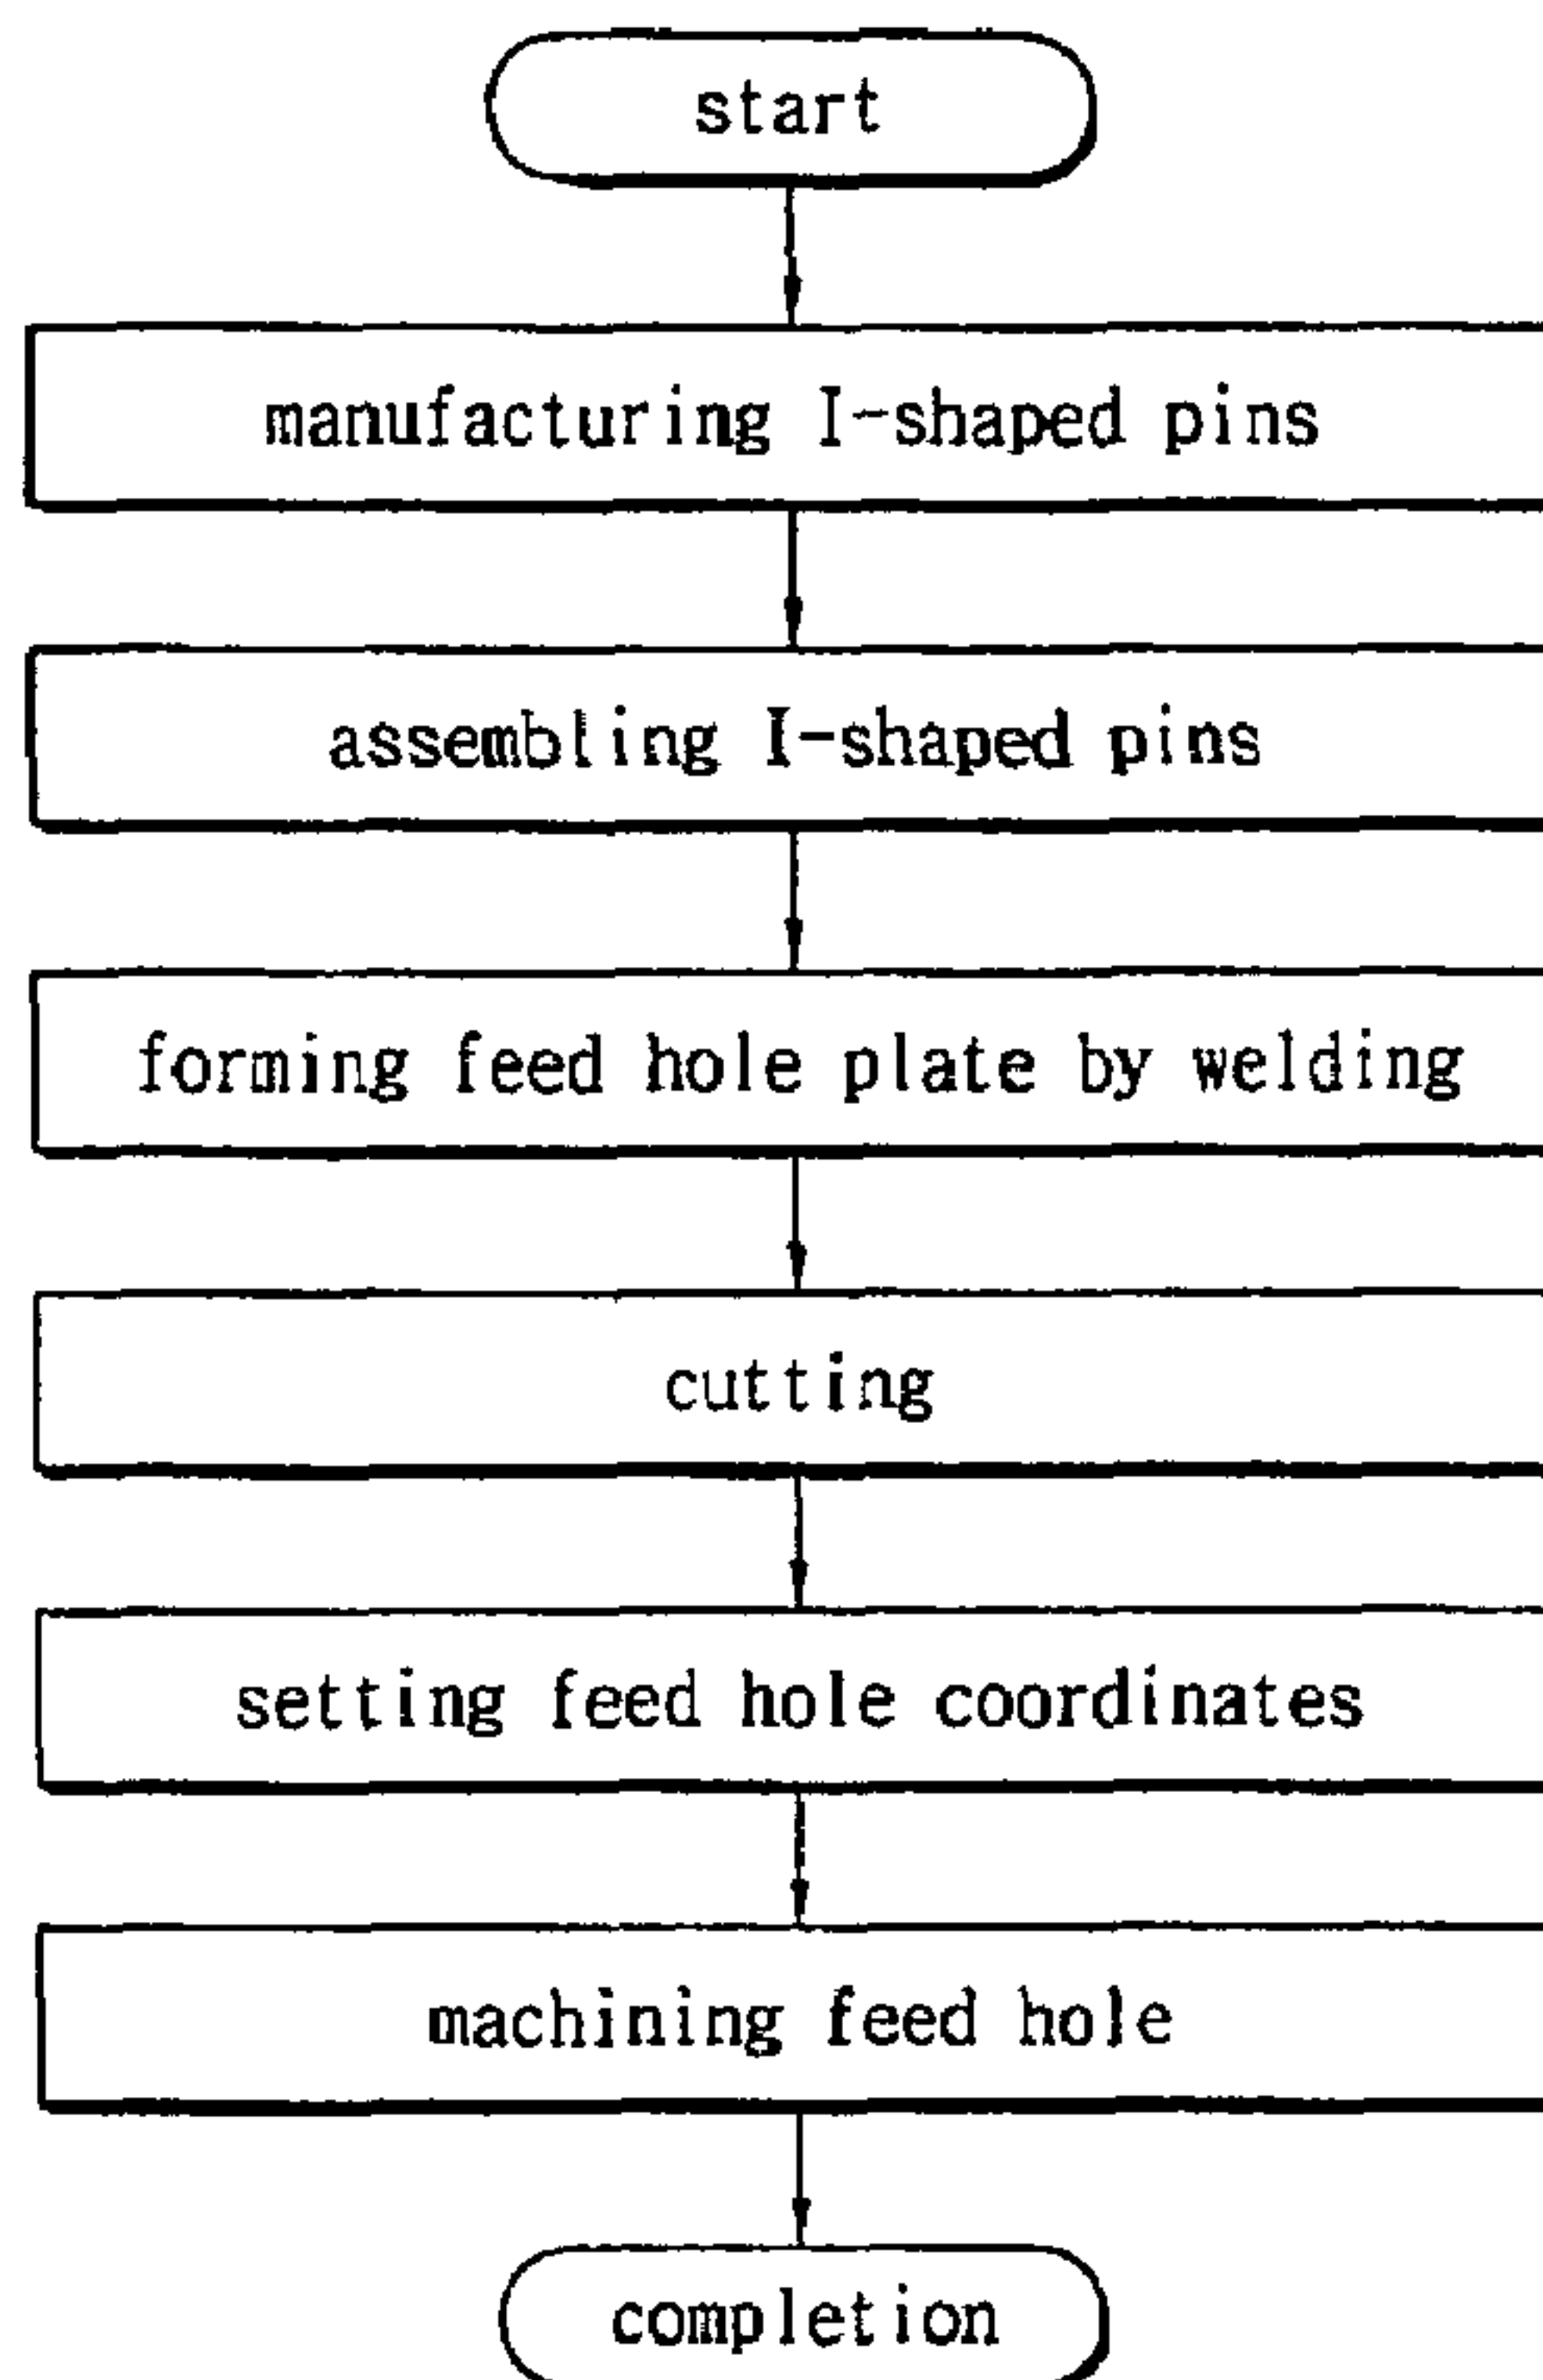 start
manufacturing I-shaped pins
assembling I-shaped pins
forming feed hole plate by welding
cutting
setting feed hole coordinates
machining feed hole
completion